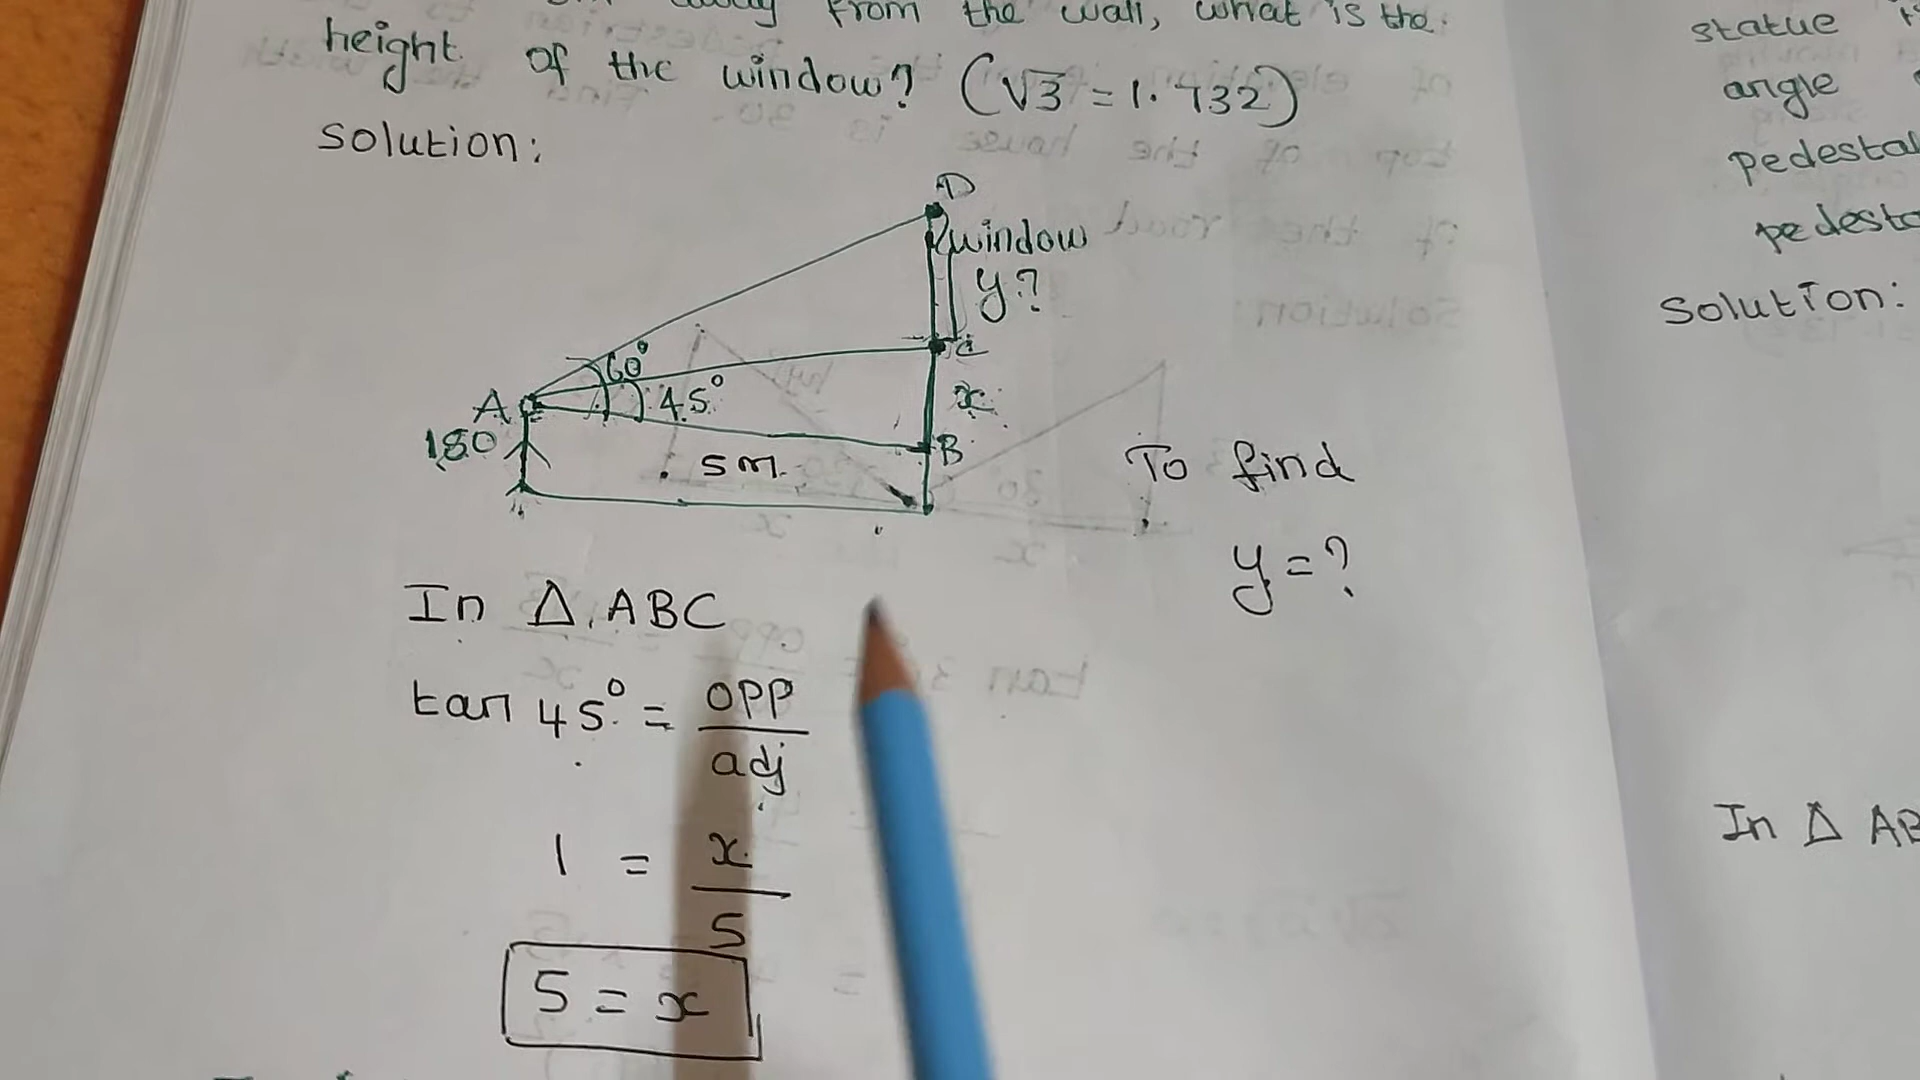 away from the wall, what is the
height of the window? (√3 = 1.732)
Solution:
D
window
y?
C
60°
45°
x
A
180
B
5m
To find
y = ?
In Δ ABC
tan 45° = opp
adj
1 = x
5
5 = x
statue
angle
pedestal
Solution:
In Δ AB